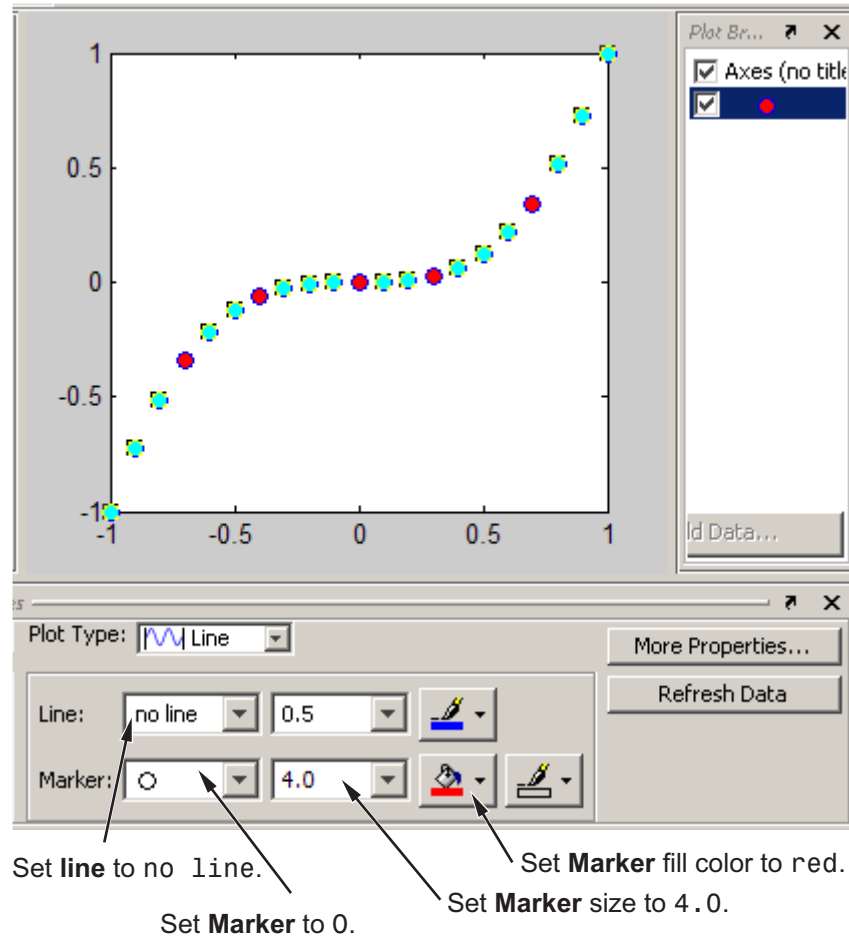 Plot Br...
Axes (no title
1
0.5
0
-0.5
-1
-1 -0.5 0 0.5 1
ld Data...
es
Plot Type: Line
More Properties...
Refresh Data
Line: no line 0.5
Marker: 4.0
Set line to no line.
Set Marker fill color to red.
Set Marker size to 4.0.
Set Marker to O.